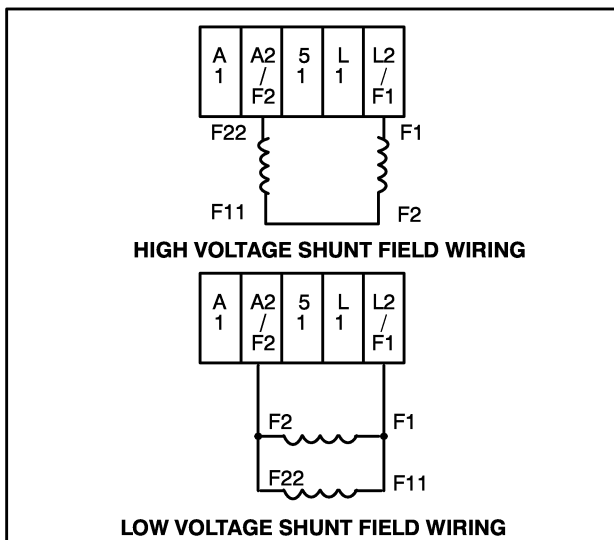 A A2 5 L L2
1 / 1 1 /
F2 F1
F22 F1
F11 F2
HIGH VOLTAGE SHUNT FIELD WIRING
A A2 5 L L2
1 / 1 1 /
F2 F1
F2 F1
F22 F11
LOW VOLTAGE SHUNT FIELD WIRING